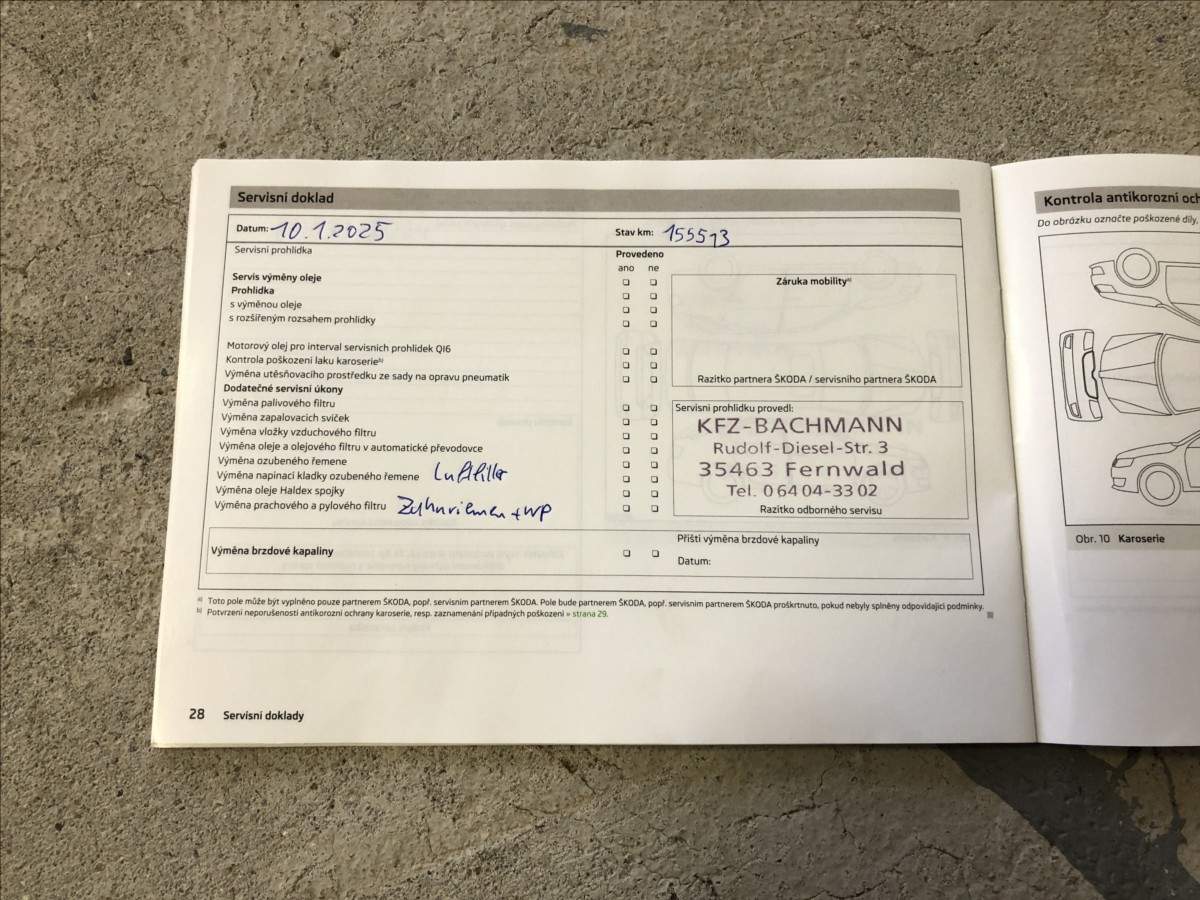 Servisní doklad
Datum: 10.1.2025
Stav km: 155513
Servisní prohlídka
Provedeno
ano ne
Servis výměny oleje
Prohlídka
s výměnou oleje
s rozšířeným rozsahem prohlídky
Motorový olej pro interval servisních prohlídek QI6
Kontrola poškození laku karoserieb)
Výměna utěsňovacího prostředku ze sady na opravu pneumatik
Dodatečné servisní úkony
Výměna palivového filtru
Výměna zapalovacích svíček
Výměna vložky vzduchového filtru
Výměna oleje a olejového filtru v automatické převodovce
Výměna ozubeného řemene
Výměna napínací kladky ozubeného řemene Luftfilter
Výměna oleje Haldex spojky
Výměna prachového a pylového filtru Zahnriemen + WP
Záruka mobilitya)
Razítko partnera ŠKODA / servisního partnera ŠKODA
Servisní prohlídku provedl:
KFZ-BACHMANN
Rudolf-Diesel-Str. 3
35463 Fernwald
Tel. 0 64 04-33 02
Razítko odborného servisu
Výměna brzdové kapaliny
Příští výměna brzdové kapaliny
Datum:
a) Toto pole může být vyplněno pouze partnerem ŠKODA, popř. servisním partnerem ŠKODA. Pole bude partnerem ŠKODA, popř. servisním partnerem ŠKODA proškrtnuto, pokud nebyly splněny odpovídající podmínky.
b) Potvrzení neporušenosti antikorozní ochrany karoserie, resp. zaznamenání případných poškození » strana 29.
28 Servisní doklady
Kontrola antikorozní och
Do obrázku označte poškozené díly.
Obr. 10 Karoserie